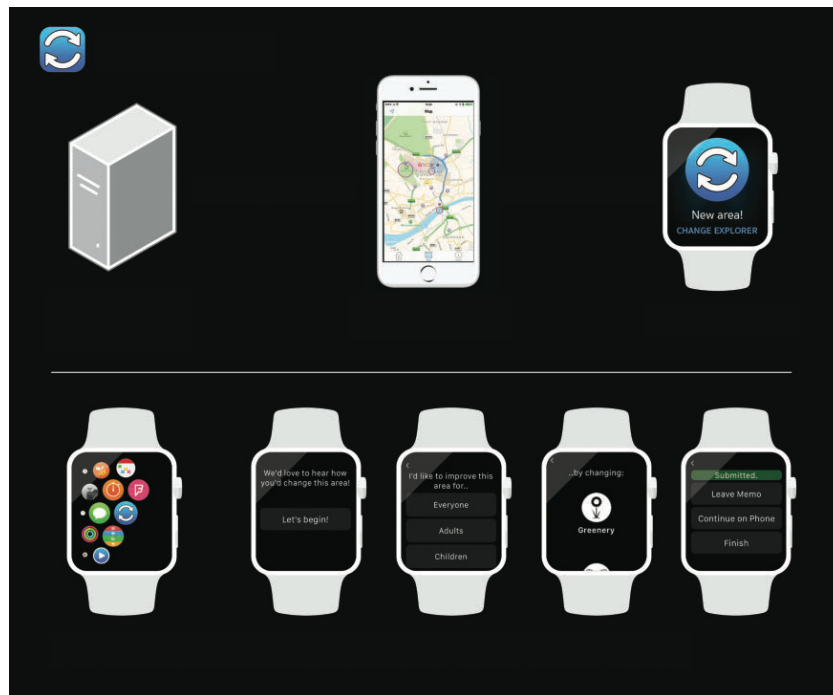 Map
New area!
CHANGE EXPLORER
We'd love to hear how
you'd change this area!
Let's begin!
I'd like to improve this
area for..
Everyone
Adults
Children
..by changing:
Greenery
Submitted.
Leave Memo
Continue on Phone
Finish